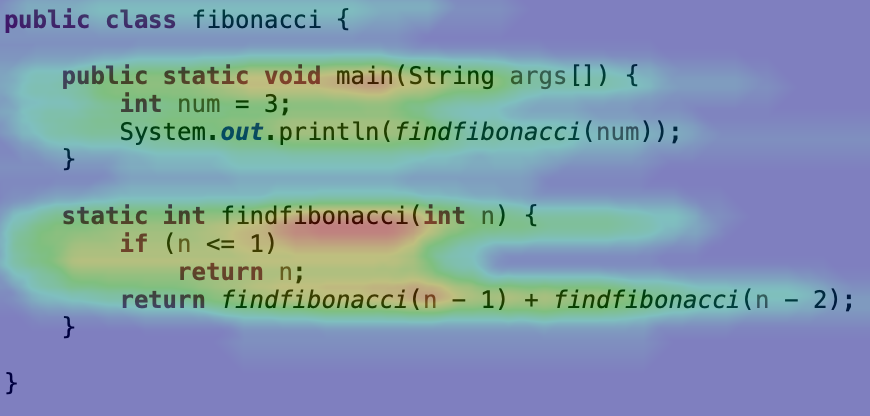 public class fibonacci {
    public static void main(String args[]) {
        int num = 3;
        System.out.println(findfibonacci(num));
    }
    static int findfibonacci(int n) {
        if (n <= 1)
            return n;
        return findfibonacci(n - 1) + findfibonacci(n - 2);
    }
}